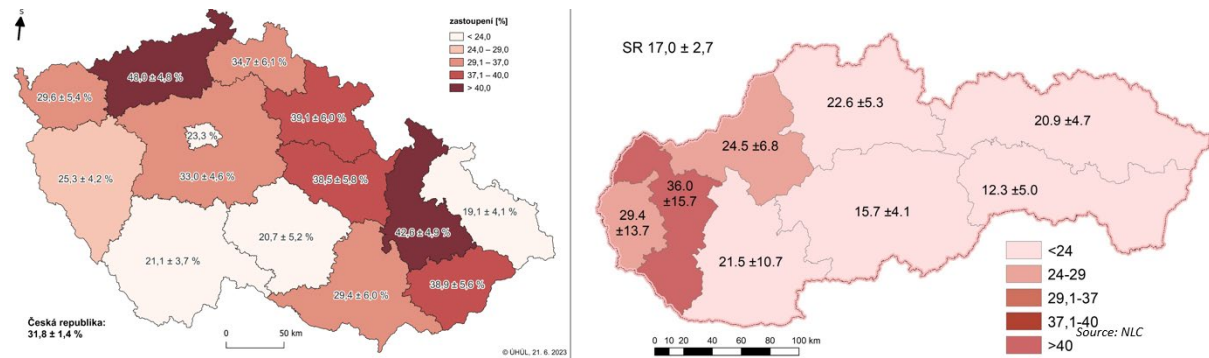 S
zastoupení [%]
< 24,0
24,0 – 29,0
29,1 – 37,0
37,1 – 40,0
> 40,0
34,7 ± 6,1 %
48,0 ± 4,8 %
29,6 ± 5,4 %
39,1 ± 6,0 %
23,3 %
33,0 ± 4,6 %
25,3 ± 4,2 %
38,5 ± 5,8 %
19,1 ± 4,1 %
42,6 ± 4,9 %
20,7 ± 5,2 %
21,1 ± 3,7 %
38,9 ± 5,6 %
29,4 ± 6,0 %
Česká republika:
31,8 ± 1,4 %
0 50 km
© ÚHÚL, 21. 6. 2023
SR 17,0 ± 2,7
22.6 ±5.3
20.9 ±4.7
24.5 ±6.8
36.0
±15.7
12.3 ±5.0
29.4
±13.7
15.7 ±4.1
21.5 ±10.7
<24
24-29
29,1-37
37,1-40
>40
Source: NLC
0 10 20 40 60 80 100 km